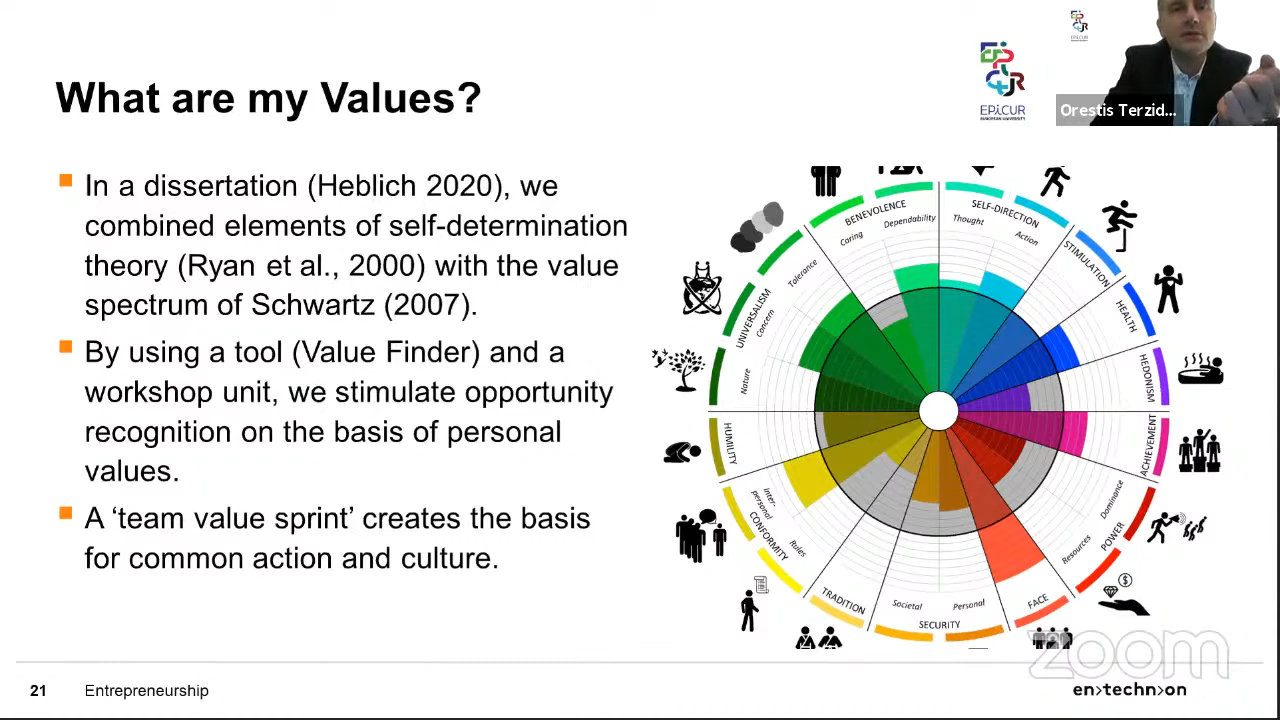 EPICUR
EUROPEAN UNIVERSITY
Orestis Terzid...
What are my Values?
In a dissertation (Heblich 2020), we
combined elements of self-determination
theory (Ryan et al., 2000) with the value
spectrum of Schwartz (2007).
By using a tool (Value Finder) and a
workshop unit, we stimulate opportunity
recognition on the basis of personal
values.
A ‘team value sprint’ creates the basis
for common action and culture.
BENEVOLENCE
Caring
Dependability
SELF-DIRECTION
Thought
Action
STIMULATION
HEALTH
HEDONISM
ACHIEVEMENT
Dominance
POWER
Resources
FACE
Personal
SECURITY
Societal
TRADITION
Rules
CONFORMITY
Inter-
personal
HUMILITY
Nature
UNIVERSALISM
Concern
Tolerance
zoom
21
Entrepreneurship
en>techn>on